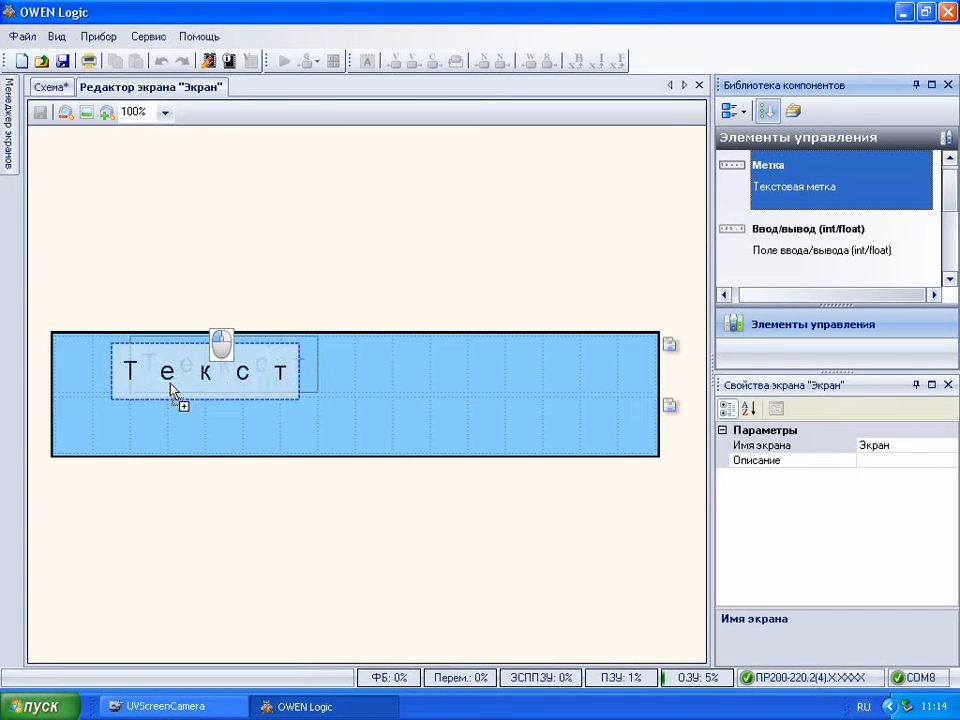 OWEN Logic
Файл Вид Прибор Сервис Помощь
Схема* Редактор экрана "Экран"
100%
Менеджер экранов
Текст
Библиотека компонентов
Элементы управления
Метка
Текстовая метка
Ввод/вывод (int/float)
Поле ввода/вывода (int/float)
Элементы управления
Свойства экрана "Экран"
Параметры
Имя экрана Экран
Описание
Имя экрана
ФБ: 0% Перем.: 0% ЭСППЗУ: 0% ПЗУ: 1% ОЗУ: 5% ПР200-220.2(4).X.XXXX COM8
пуск UVScreenCamera OWEN Logic RU 11:14